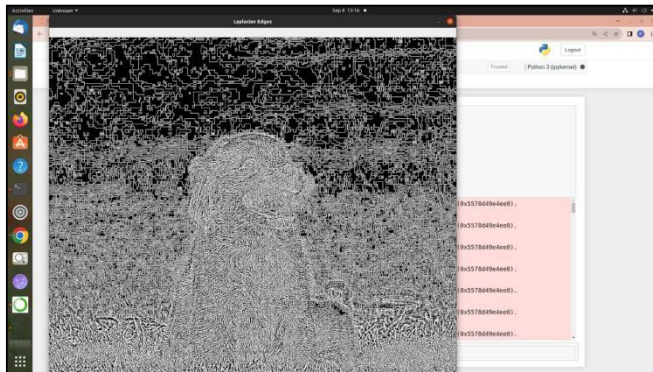 Activities
Unknown
Sep 8 13:16
Laplacian Edges
Logout
Trusted
Python 3 (ipykernel)
(0x5578d49e4ee0).
(0x5578d49e4ee0).
(0x5578d49e4ee0).
(0x5578d49e4ee0).
(0x5578d49e4ee0).
(0x5578d49e4ee0).
(0x5578d49e4ee0).